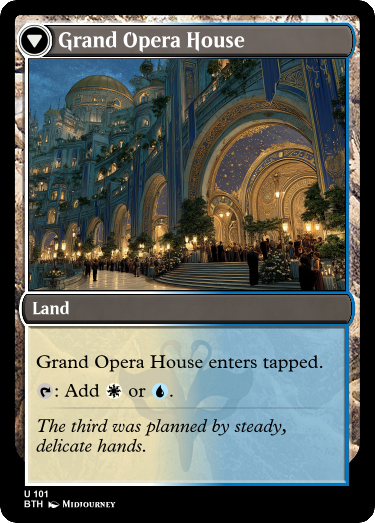 Grand Opera House
Land
Grand Opera House enters tapped.
: Add or .
The third was planned by steady,
delicate hands.
U 101
BTH Midjourney